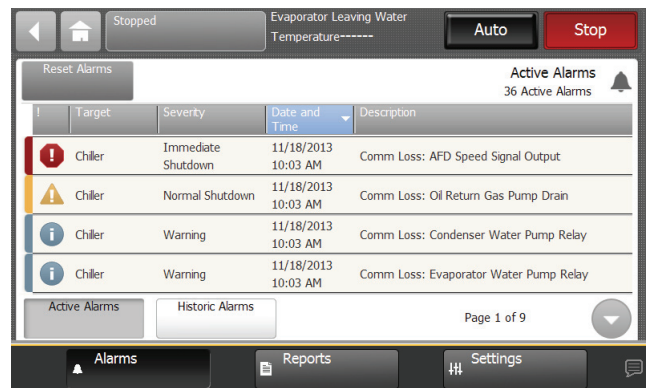 Stopped
Evaporator Leaving Water
Temperature------
Auto
Stop
Reset Alarms
Active Alarms
36 Active Alarms
! Target Severity Date and
Time Description
! Chiller Immediate
Shutdown 11/18/2013
10:03 AM Comm Loss: AFD Speed Signal Output
! Chiller Normal Shutdown 11/18/2013
10:03 AM Comm Loss: Oil Return Gas Pump Drain
i Chiller Warning 11/18/2013
10:03 AM Comm Loss: Condenser Water Pump Relay
i Chiller Warning 11/18/2013
10:03 AM Comm Loss: Evaporator Water Pump Relay
Active Alarms
Historic Alarms
Page 1 of 9
Alarms
Reports
Settings